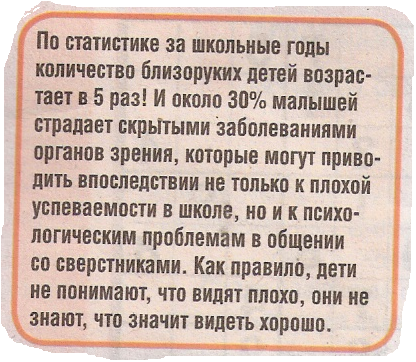 По статистике за школьные годы
количество близоруких детей возрас-
тает в 5 раз! И около 30% малышей
страдает скрытыми заболеваниями
органов зрения, которые могут приво-
дить впоследствии не только к плохой
успеваемости в школе, но и к психо-
логическим проблемам в общении
со сверстниками. Как правило, дети
не понимают, что видят плохо, они не
знают, что значит видеть хорошо.